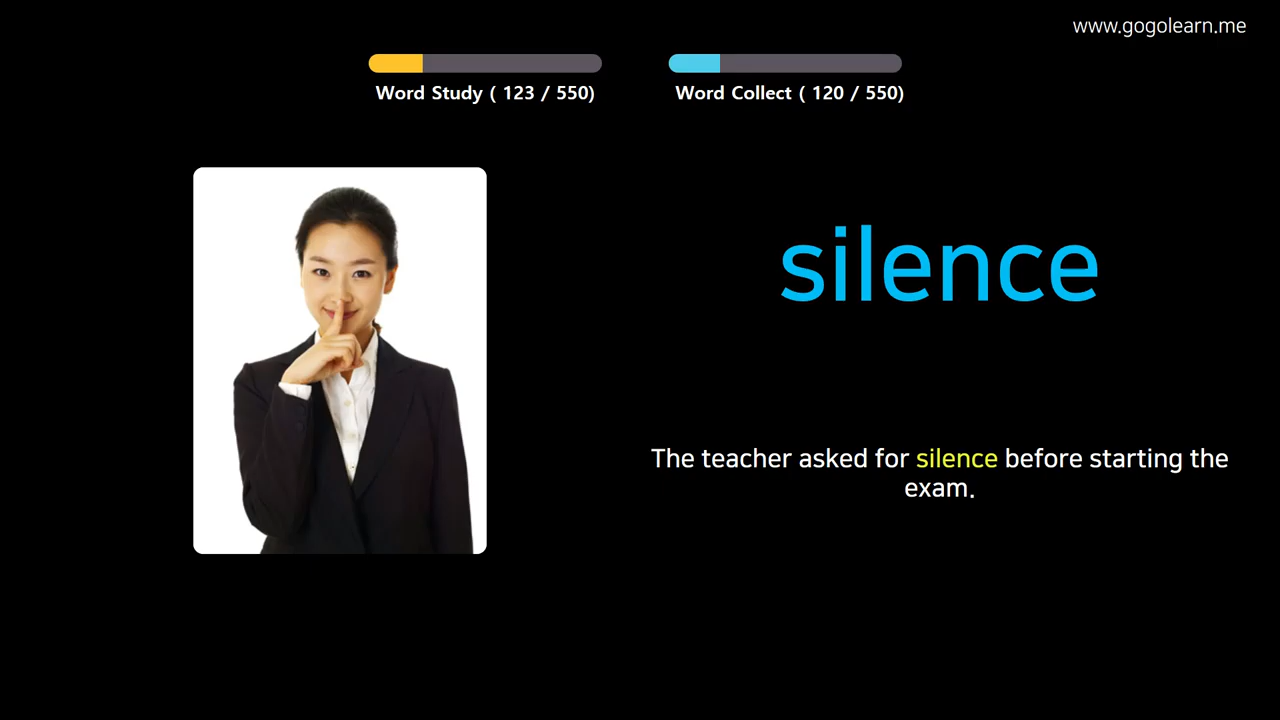 www.gogolearn.me
Word Study ( 123 / 550)
Word Collect ( 120 / 550)
silence
The teacher asked for silence before starting the
exam.